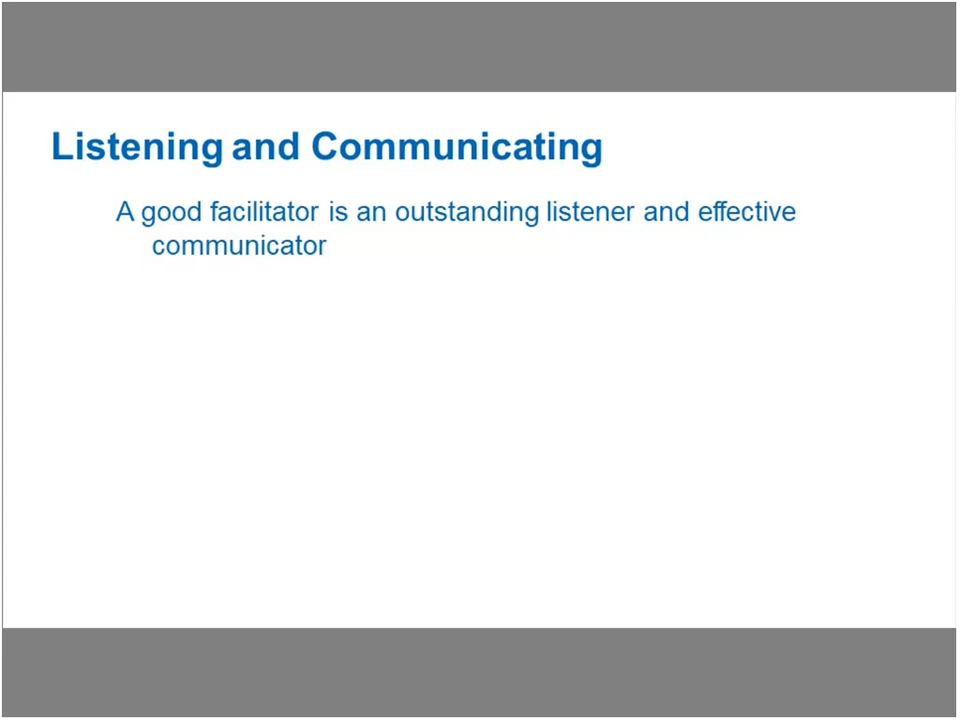 Listening and Communicating
A good facilitator is an outstanding listener and effective
communicator